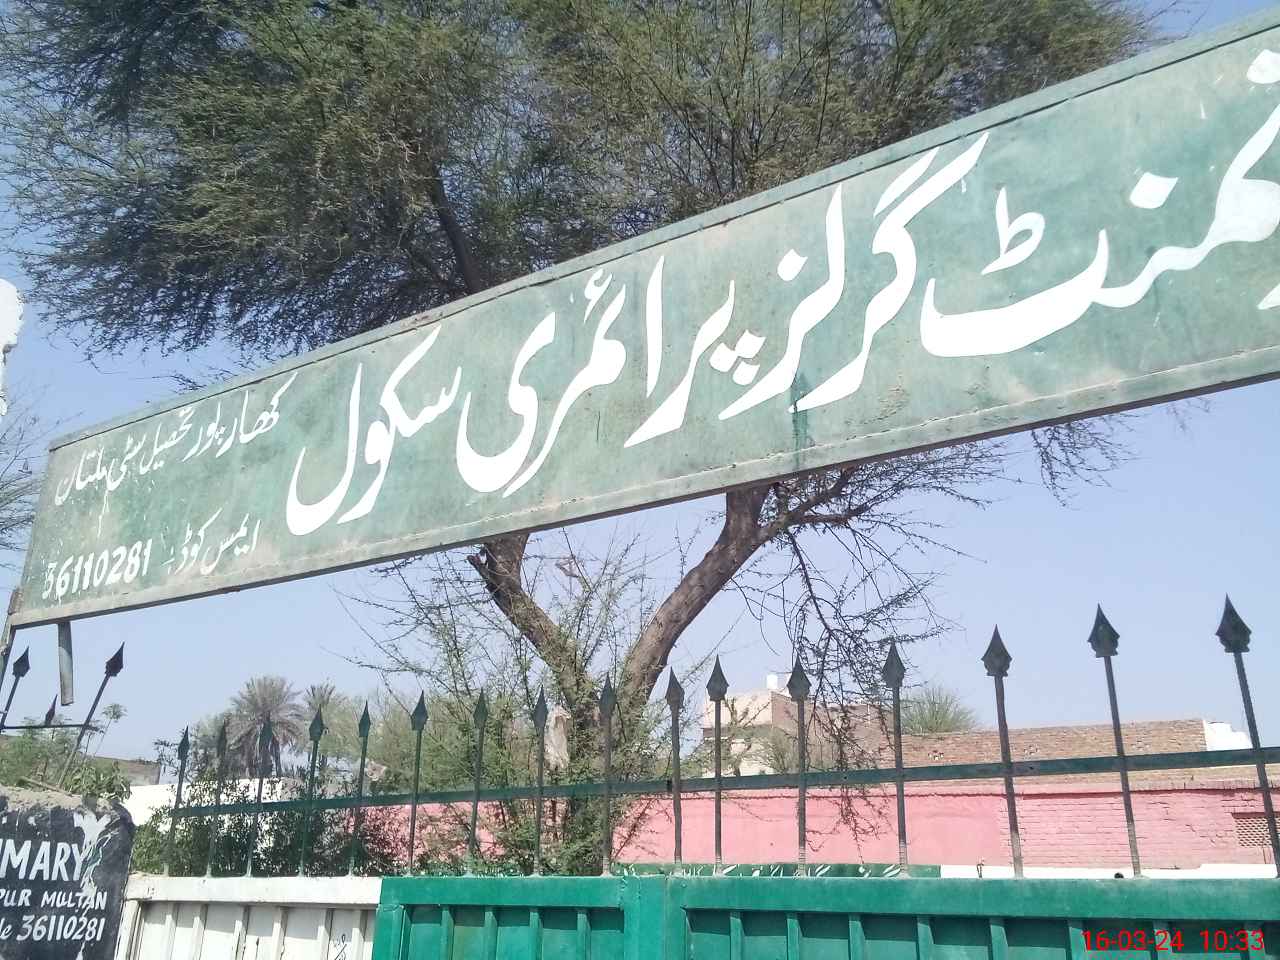 گرلز پرائمری سکول
کھارپور تحصیل سٹی ملتان
ایمس کوڈ: 36110281
MARY
PUR MULTAN
36110281
16-03-24 10:33